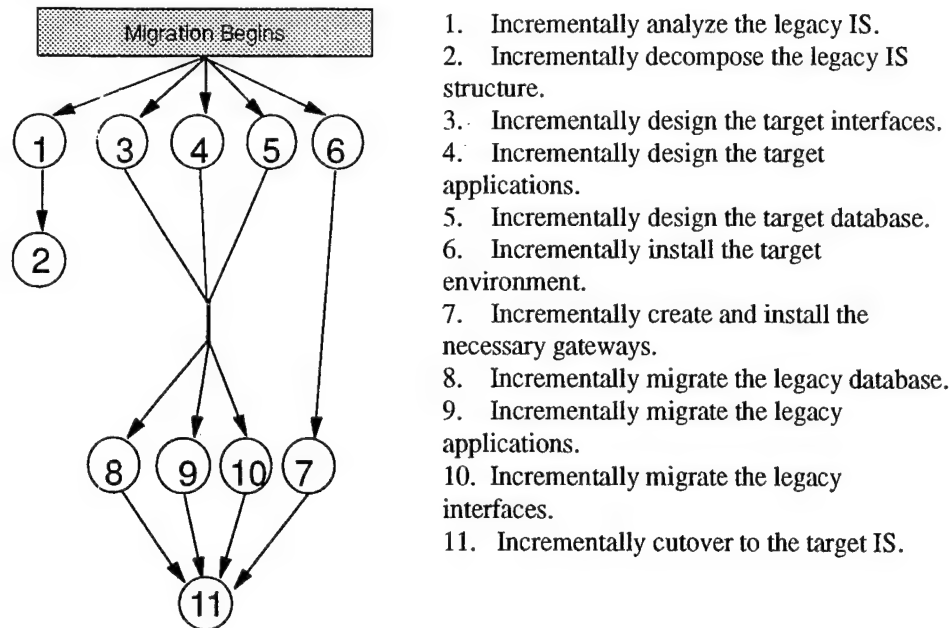 Migration Begins
1
3
4
5
6
2
8
9
10
7
11
1. Incrementally analyze the legacy IS.
2. Incrementally decompose the legacy IS
structure.
3. Incrementally design the target interfaces.
4. Incrementally design the target
applications.
5. Incrementally design the target database.
6. Incrementally install the target
environment.
7. Incrementally create and install the
necessary gateways.
8. Incrementally migrate the legacy database.
9. Incrementally migrate the legacy
applications.
10. Incrementally migrate the legacy
interfaces.
11. Incrementally cutover to the target IS.